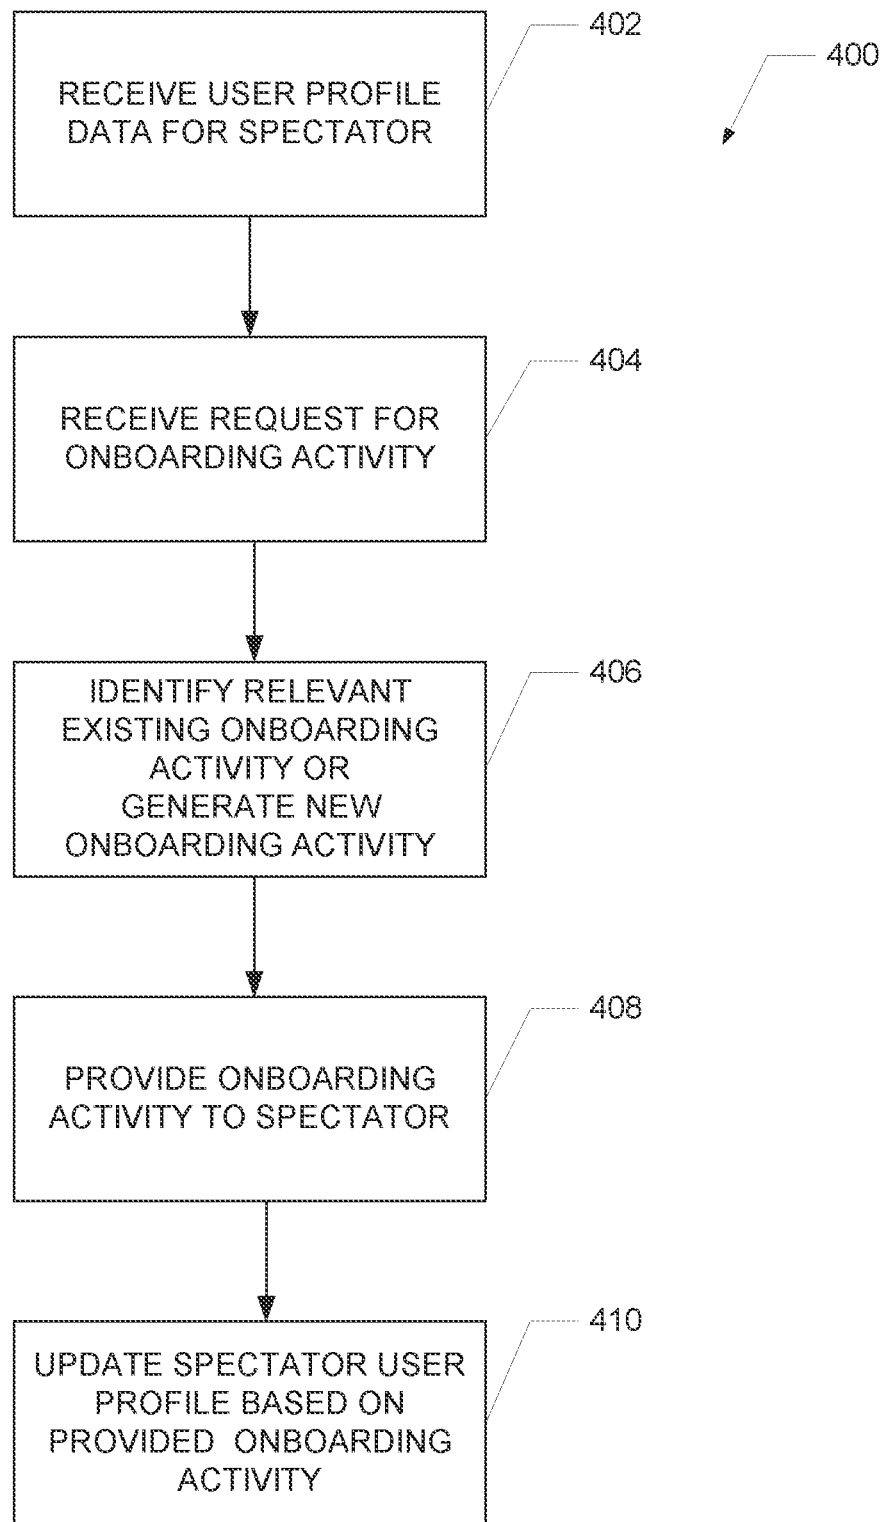 402
400
RECEIVE USER PROFILE
DATA FOR SPECTATOR
404
RECEIVE REQUEST FOR
ONBOARDING ACTIVITY
406
IDENTIFY RELEVANT
EXISTING ONBOARDING
ACTIVITY OR
GENERATE NEW
ONBOARDING ACTIVITY
408
PROVIDE ONBOARDING
ACTIVITY TO SPECTATOR
410
UPDATE SPECTATOR USER
PROFILE BASED ON
PROVIDED ONBOARDING
ACTIVITY